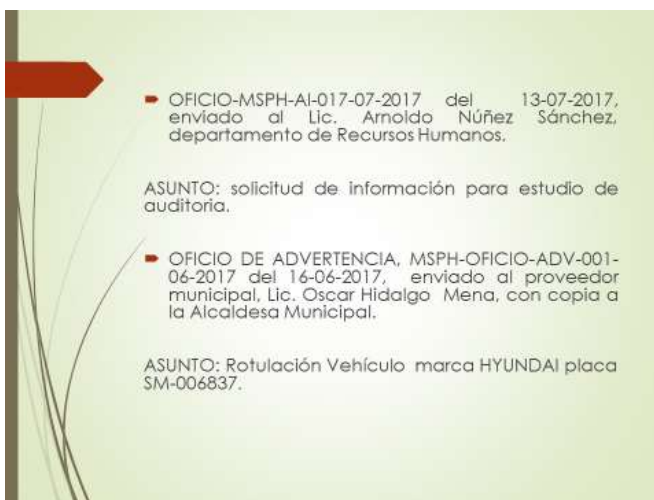 OFICIO-MSPH-AI-017-07-2017 del 13-07-2017,
enviado al Lic. Arnoldo Núñez Sánchez,
departamento de Recursos Humanos.
ASUNTO: solicitud de información para estudio de
auditoria.
OFICIO DE ADVERTENCIA, MSPH-OFICIO-ADV-001-
06-2017 del 16-06-2017, enviado al proveedor
municipal, Lic. Oscar Hidalgo Mena, con copia a
la Alcaldesa Municipal.
ASUNTO: Rotulación Vehículo marca HYUNDAI placa
SM-006837.